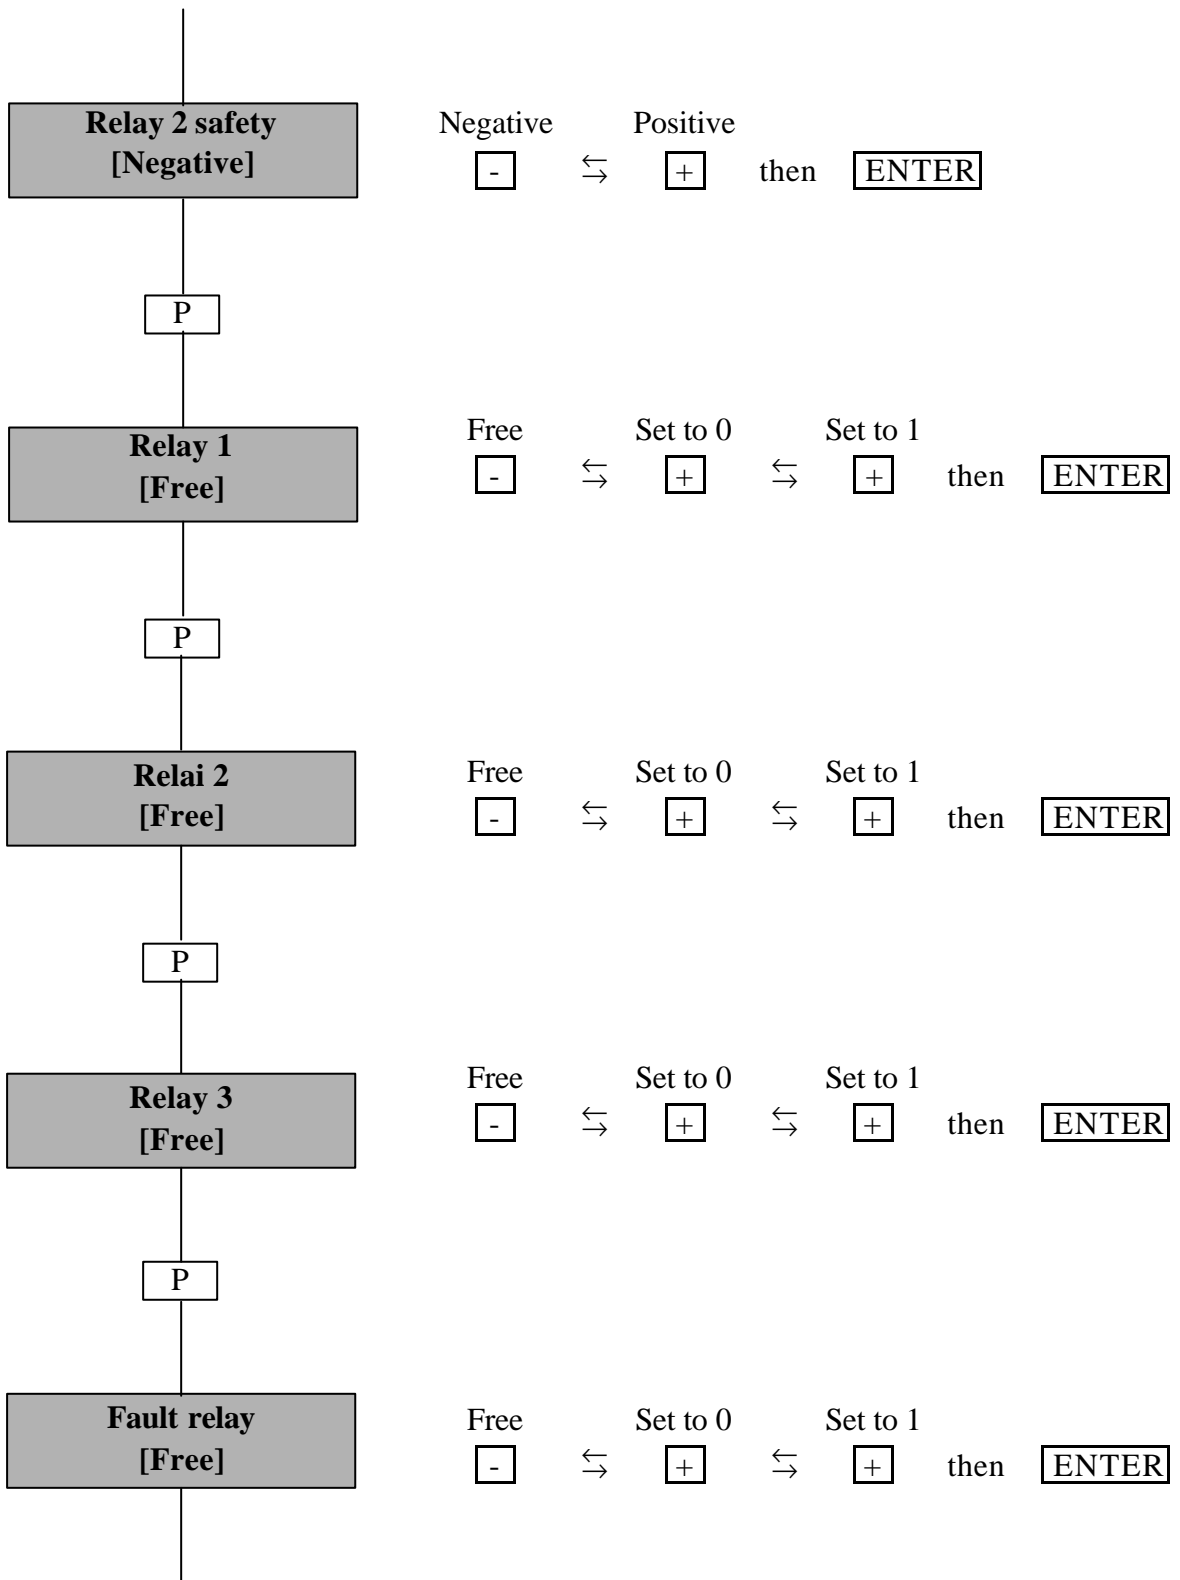 Relay 2 safety
[Negative]
Negative Positive
- ⇆ + then ENTER
P
Relay 1
[Free]
Free Set to 0 Set to 1
- ⇆ + ⇆ + then ENTER
P
Relai 2
[Free]
Free Set to 0 Set to 1
- ⇆ + ⇆ + then ENTER
P
Relay 3
[Free]
Free Set to 0 Set to 1
- ⇆ + ⇆ + then ENTER
P
Fault relay
[Free]
Free Set to 0 Set to 1
- ⇆ + ⇆ + then ENTER